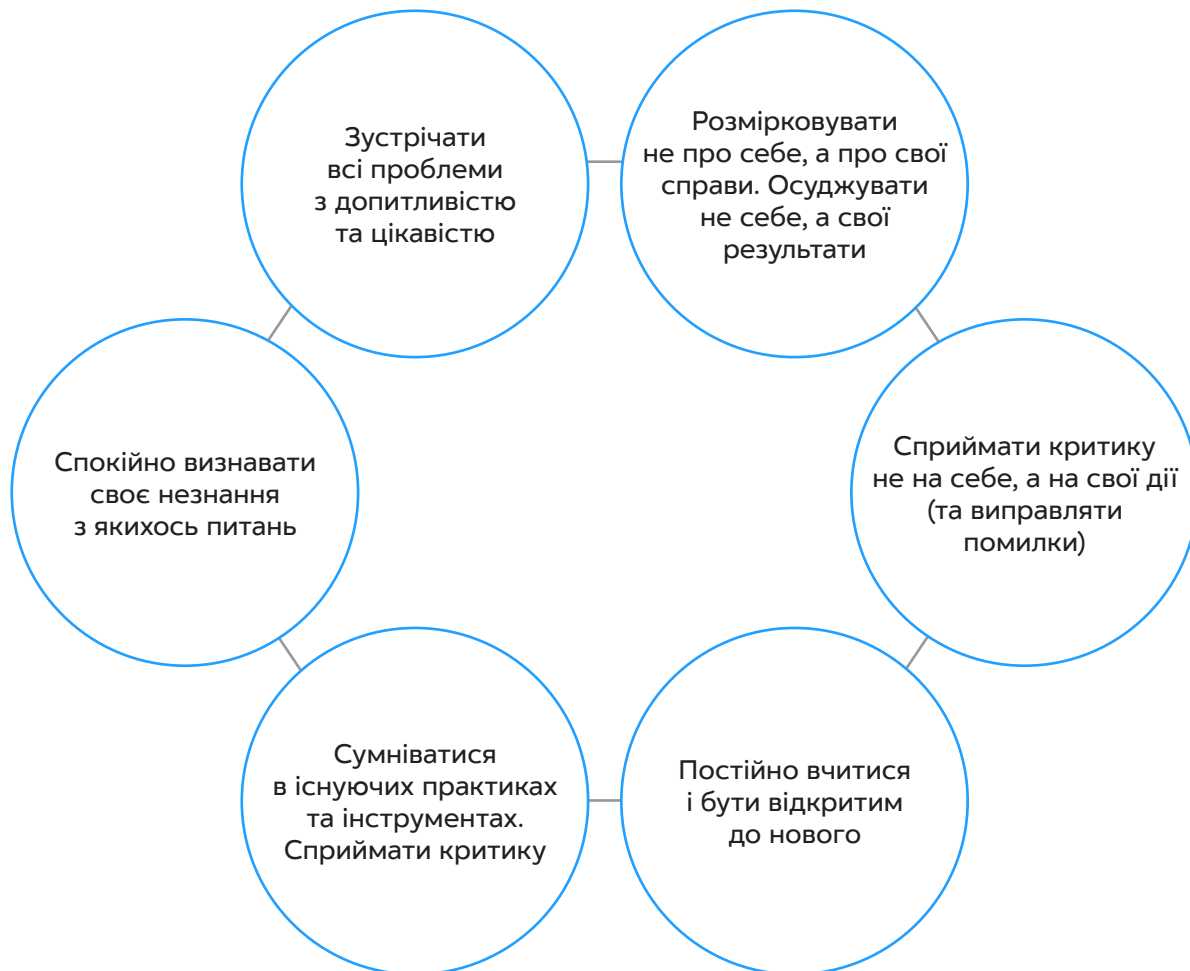 Зустрічати
всі проблеми
з допитливістю
та цікавістю
Розмірковувати
не про себе, а про свої
справи. Осуджувати
не себе, а свої
результати
Спокійно визнавати
своє незнання
з якихось питань
Сприймати критику
не на себе, а на свої дії
(та виправляти
помилки)
Сумніватися
в існуючих практиках
та інструментах.
Сприймати критику
Постійно вчитися
і бути відкритим
до нового